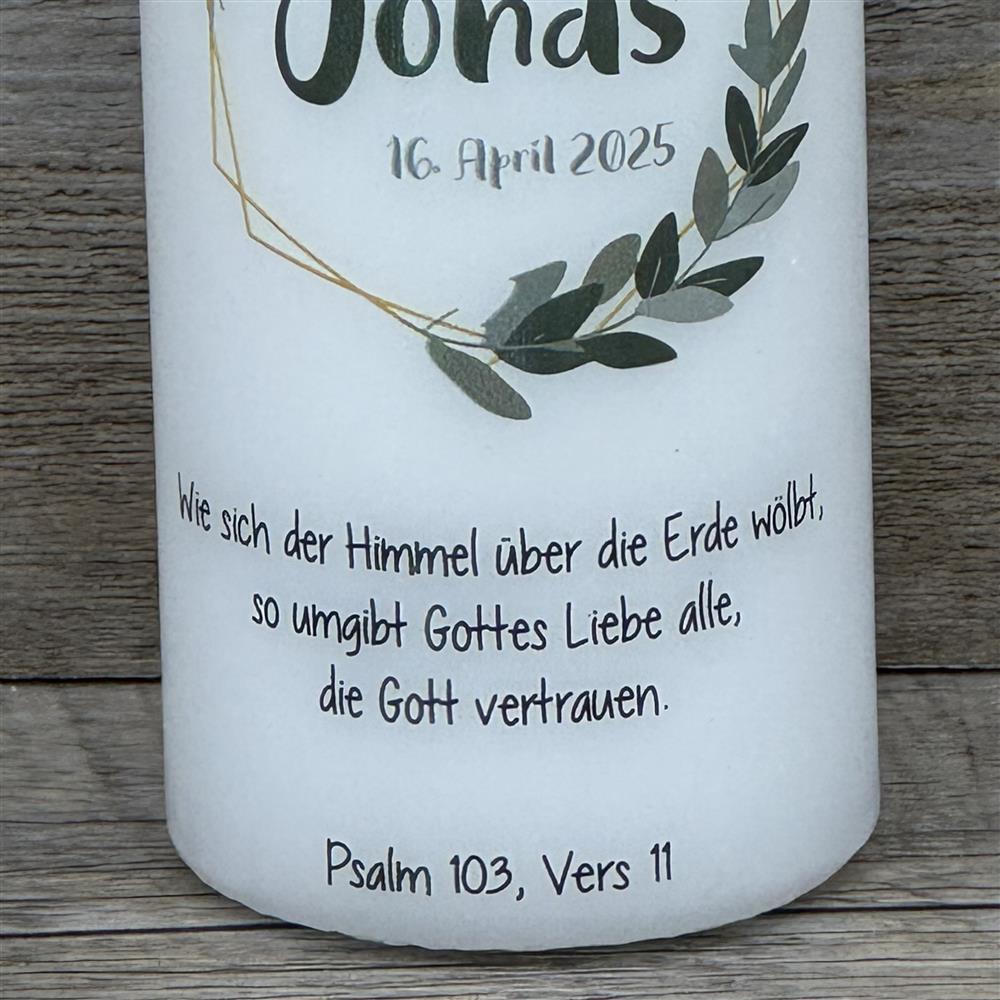 Jonas
16. April 2025
Wie sich der Himmel über die Erde wölbt,
so umgibt Gottes Liebe alle,
die Gott vertrauen.
Psalm 103, Vers 11